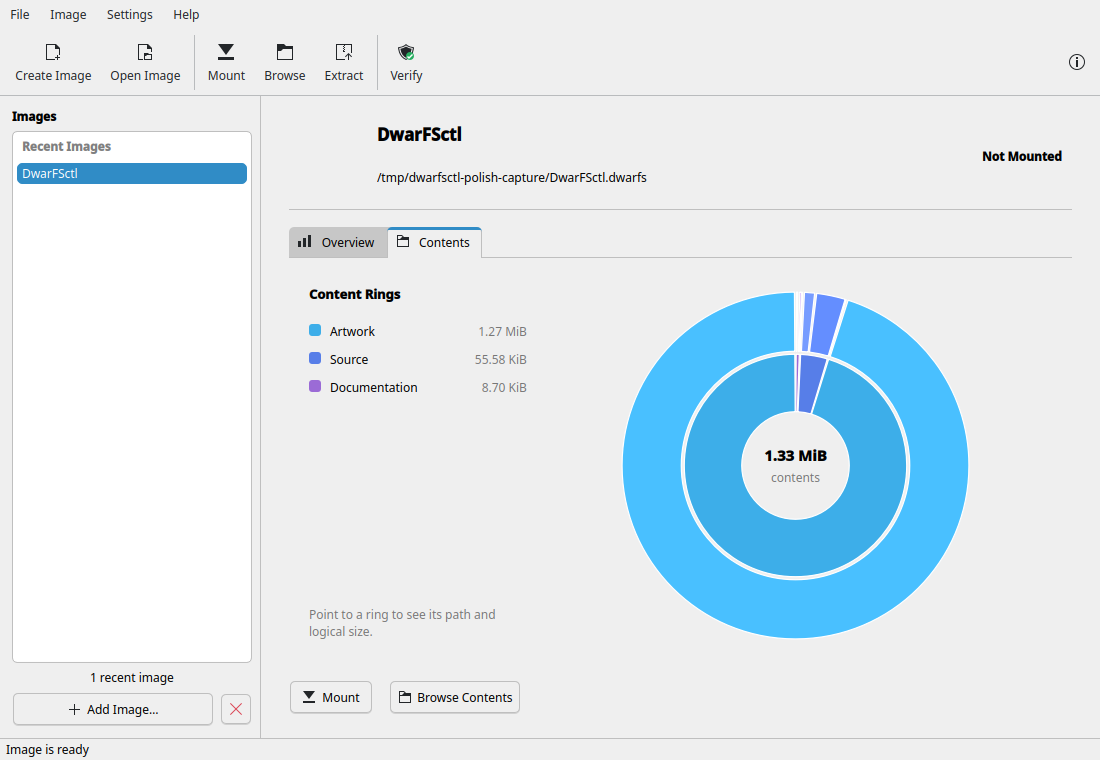 File Image Settings Help
Create Image Open Image Mount Browse Extract Verify
Images
Recent Images
DwarFSctl
1 recent image
Add Image...
DwarFSctl
/tmp/dwarfsctl-polish-capture/DwarFSctl.dwarfs
Not Mounted
Overview Contents
Content Rings
Artwork 1.27 MiB
Source 55.58 KiB
Documentation 8.70 KiB
1.33 MiB
contents
Point to a ring to see its path and
logical size.
Mount Browse Contents
Image is ready